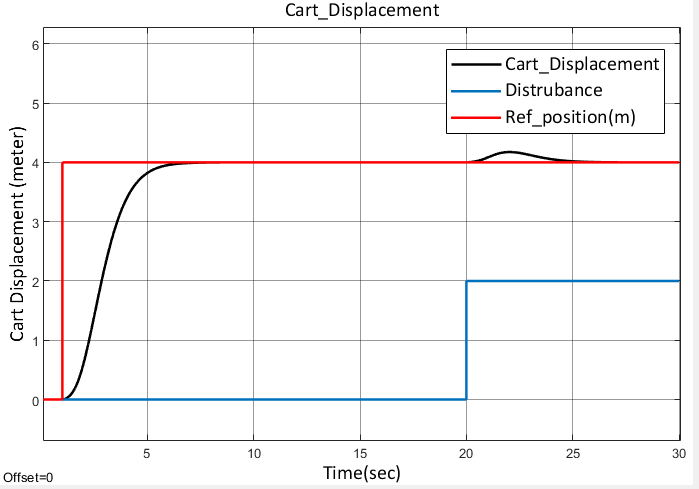 Cart_Displacement
6
5
4
3
2
1
0
Cart Displacement (meter)
Cart_Displacement
Distrubance
Ref_position(m)
5
10
15
20
25
30
Time(sec)
Offset=0